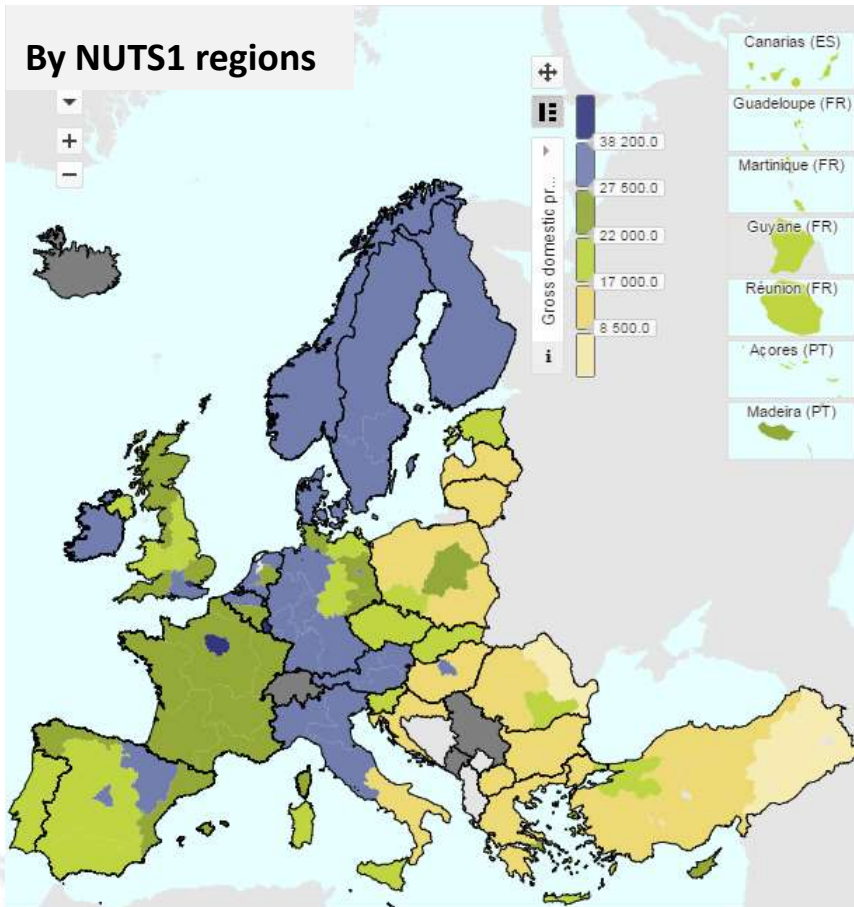 By NUTS1 regions
38 200.0
27 500.0
22 000.0
17 000.0
8 500.0
Gross domestic pr...
i
Canarias (ES)
Guadeloupe (FR)
Martinique (FR)
Guyane (FR)
Réunion (FR)
Açores (PT)
Madeira (PT)